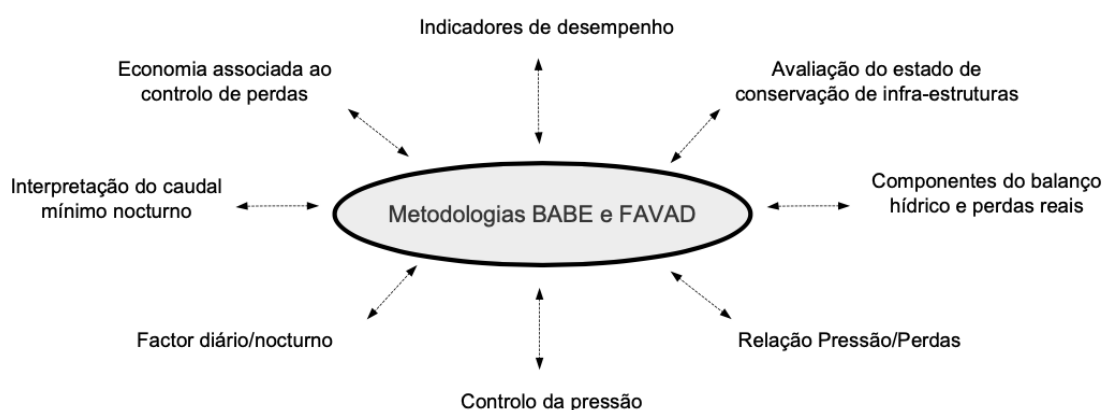 Indicadores de desempenho
Economia associada ao
controlo de perdas
Avaliação do estado de
conservação de infra-estruturas
Interpretação do caudal
mínimo nocturno
Metodologias BABE e FAVAD
Componentes do balanço
hídrico e perdas reais
Factor diário/nocturno
Relação Pressão/Perdas
Controlo da pressão